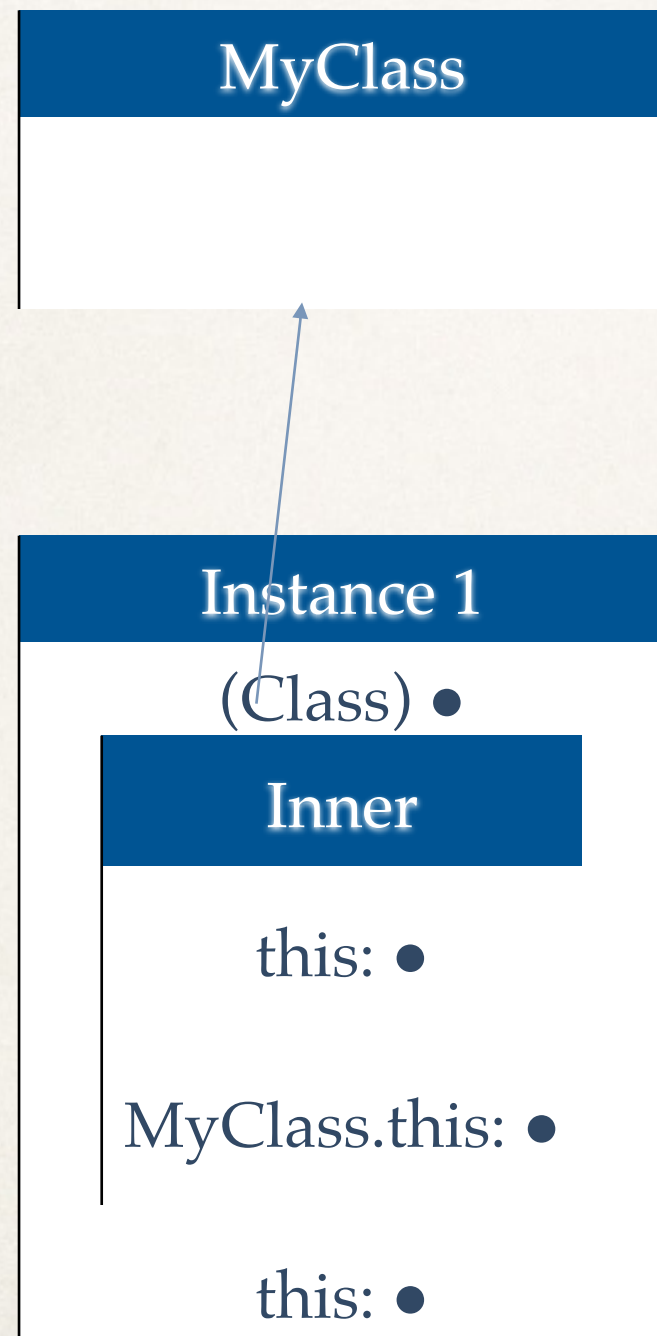 MyClass
Instance 1
(Class) ●
Inner
this: ●
MyClass.this: ●
this: ●